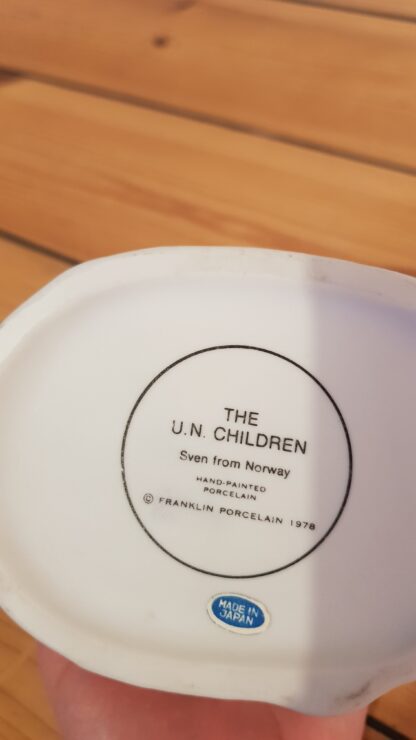 THE
U.N. CHILDREN
Sven from Norway
HAND-PAINTED
PORCELAIN
© FRANKLIN PORCELAIN 1978
MADE IN
JAPAN